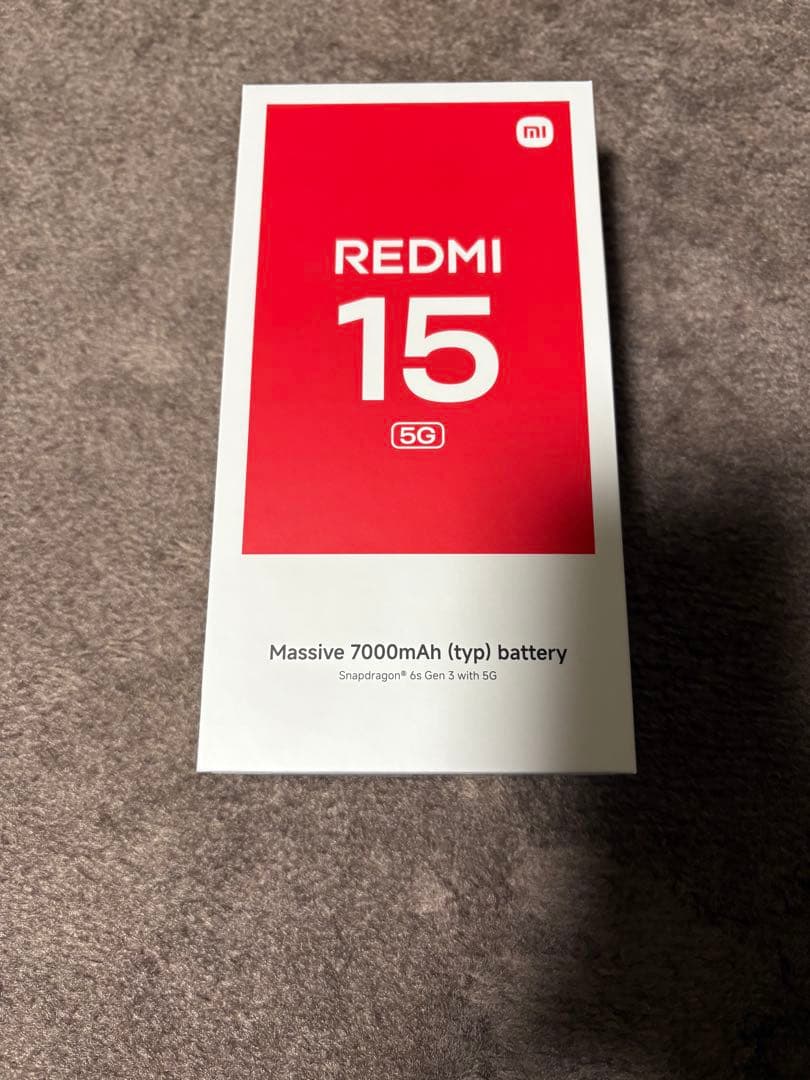 mi
REDMI
15
5G
Massive 7000mAh (typ) battery
Snapdragon® 6s Gen 3 with 5G